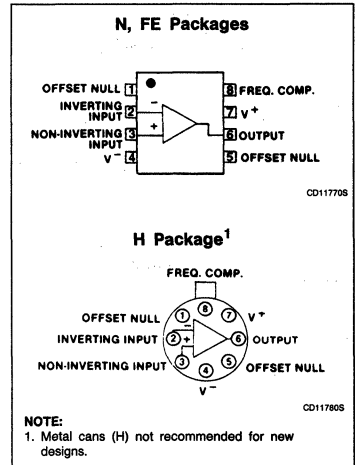 N, FE Packages
OFFSET NULL 1
8 FREQ. COMP.
INVERTING
INPUT 2
−
7 V+
NON-INVERTING 3
INPUT
+
6 OUTPUT
V− 4
5 OFFSET NULL
CD11770S
H Package1
FREQ. COMP.
8
OFFSET NULL 1
7 V+
INVERTING INPUT 2
−
+
6 OUTPUT
NON-INVERTING INPUT 3
5 OFFSET NULL
4
V−
CD11780S
NOTE:
1. Metal cans (H) not recommended for new
designs.